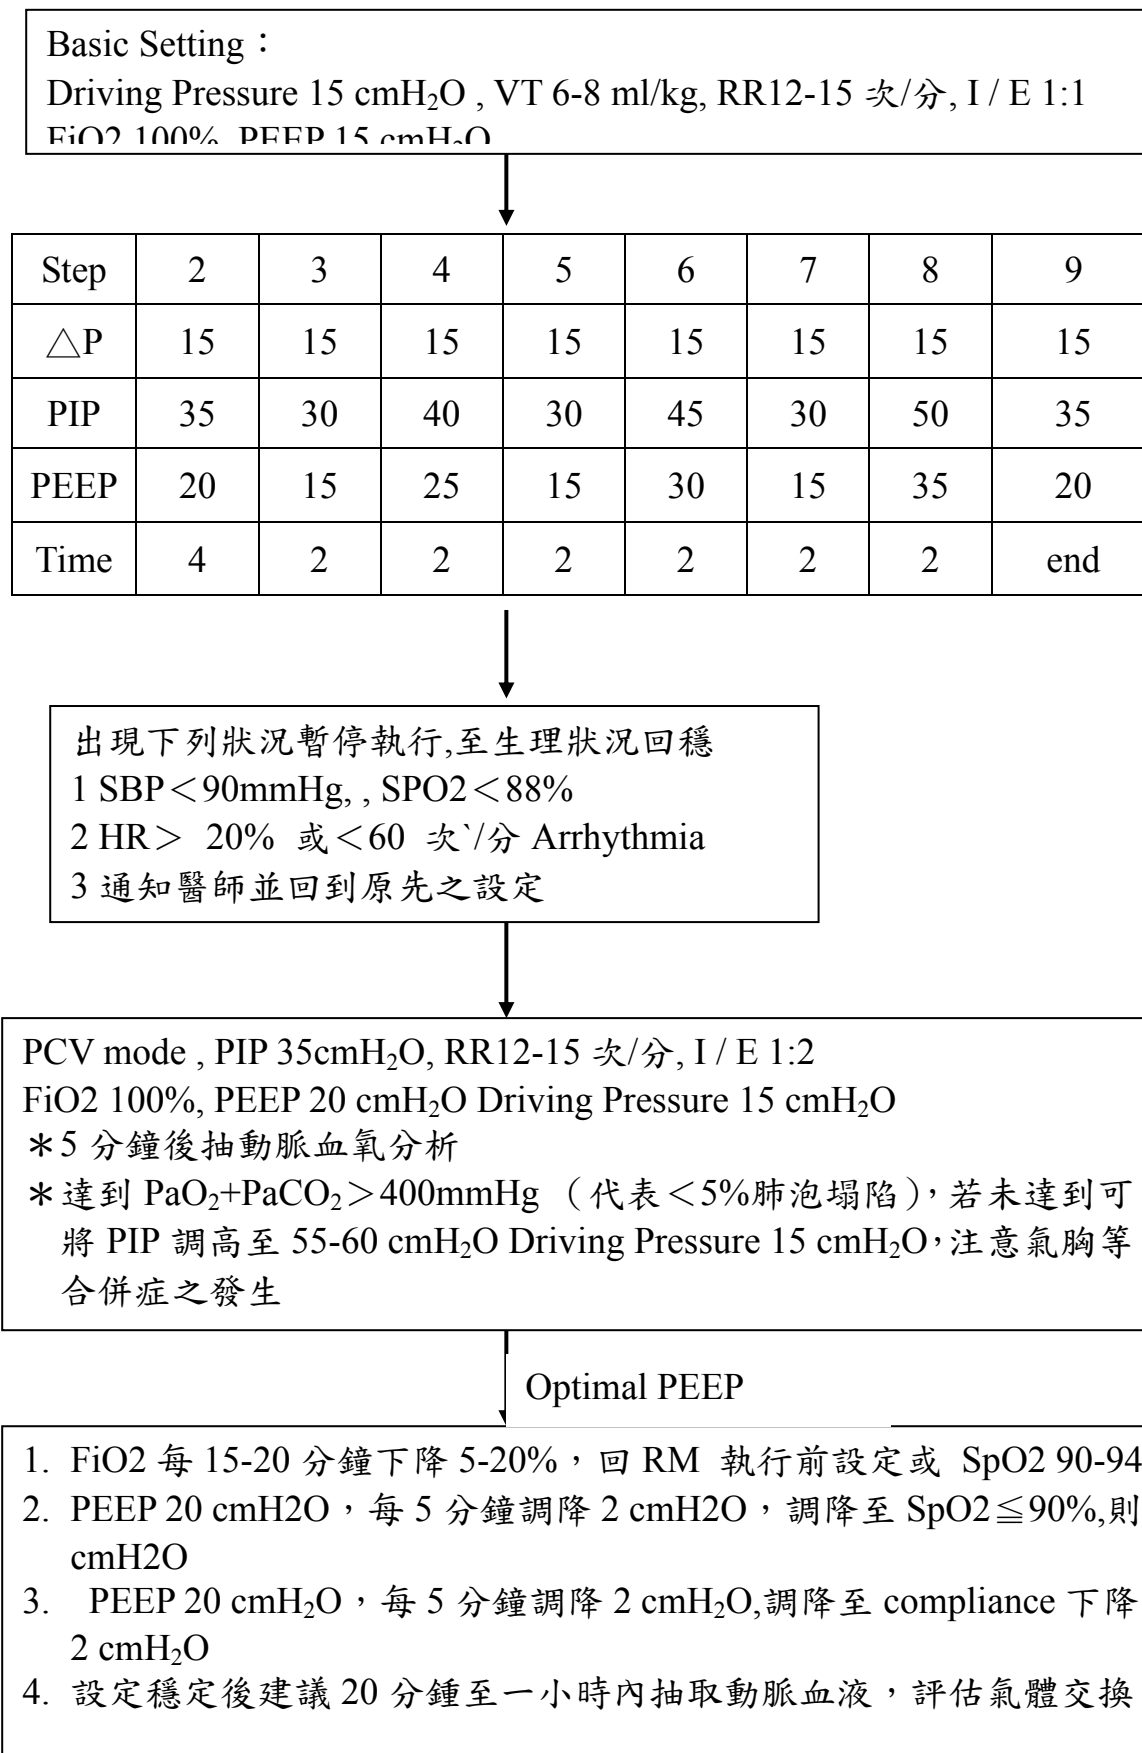 Basic Setting：
Driving Pressure 15 cmH₂O , VT 6-8 ml/kg, RR12-15 次/分, I / E 1:1
FiO2 100%, PEEP 15 cmH₂O
Step 2 3 4 5 6 7 8 9
△P 15 15 15 15 15 15 15 15
PIP 35 30 40 30 45 30 50 35
PEEP 20 15 25 15 30 15 35 20
Time 4 2 2 2 2 2 2 end
出現下列狀況暫停執行,至生理狀況回穩
1 SBP＜90mmHg, , SPO2＜88%
2 HR＞ 20% 或＜60 次`/分 Arrhythmia
3 通知醫師並回到原先之設定
PCV mode , PIP 35cmH₂O, RR12-15 次/分, I / E 1:2
FiO2 100%, PEEP 20 cmH₂O Driving Pressure 15 cmH₂O
＊5 分鐘後抽動脈血氧分析
＊達到 PaO₂+PaCO₂＞400mmHg （代表＜5%肺泡塌陷），若未達到可
將 PIP 調高至 55-60 cmH₂O Driving Pressure 15 cmH₂O，注意氣胸等
合併症之發生
Optimal PEEP
1. FiO2 每 15-20 分鐘下降 5-20%，回 RM 執行前設定或 SpO2 90-94
2. PEEP 20 cmH2O，每 5 分鐘調降 2 cmH2O，調降至 SpO2≦90%,則
cmH2O
3. PEEP 20 cmH₂O，每 5 分鐘調降 2 cmH₂O,調降至 compliance 下降
2 cmH₂O
4. 設定穩定後建議 20 分鍾至一小時內抽取動脈血液，評估氣體交換